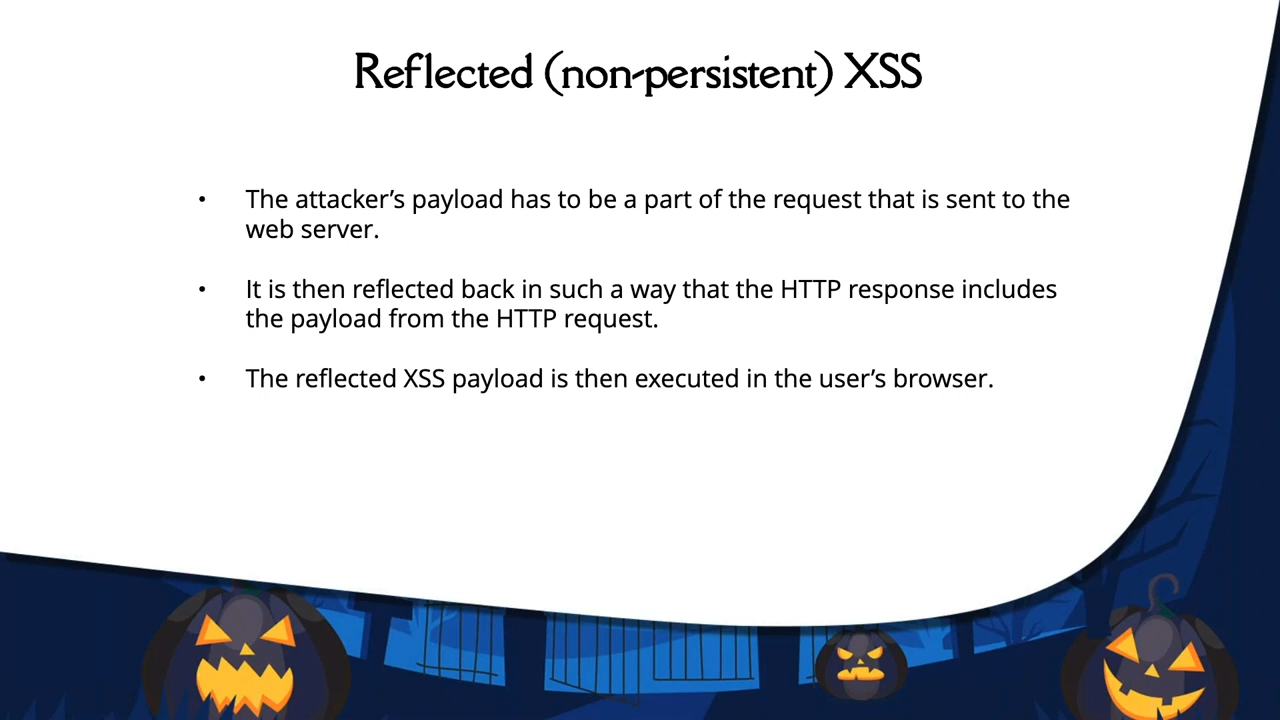 Reflected (non-persistent) XSS
• The attacker’s payload has to be a part of the request that is sent to the
web server.
• It is then reflected back in such a way that the HTTP response includes
the payload from the HTTP request.
• The reflected XSS payload is then executed in the user’s browser.